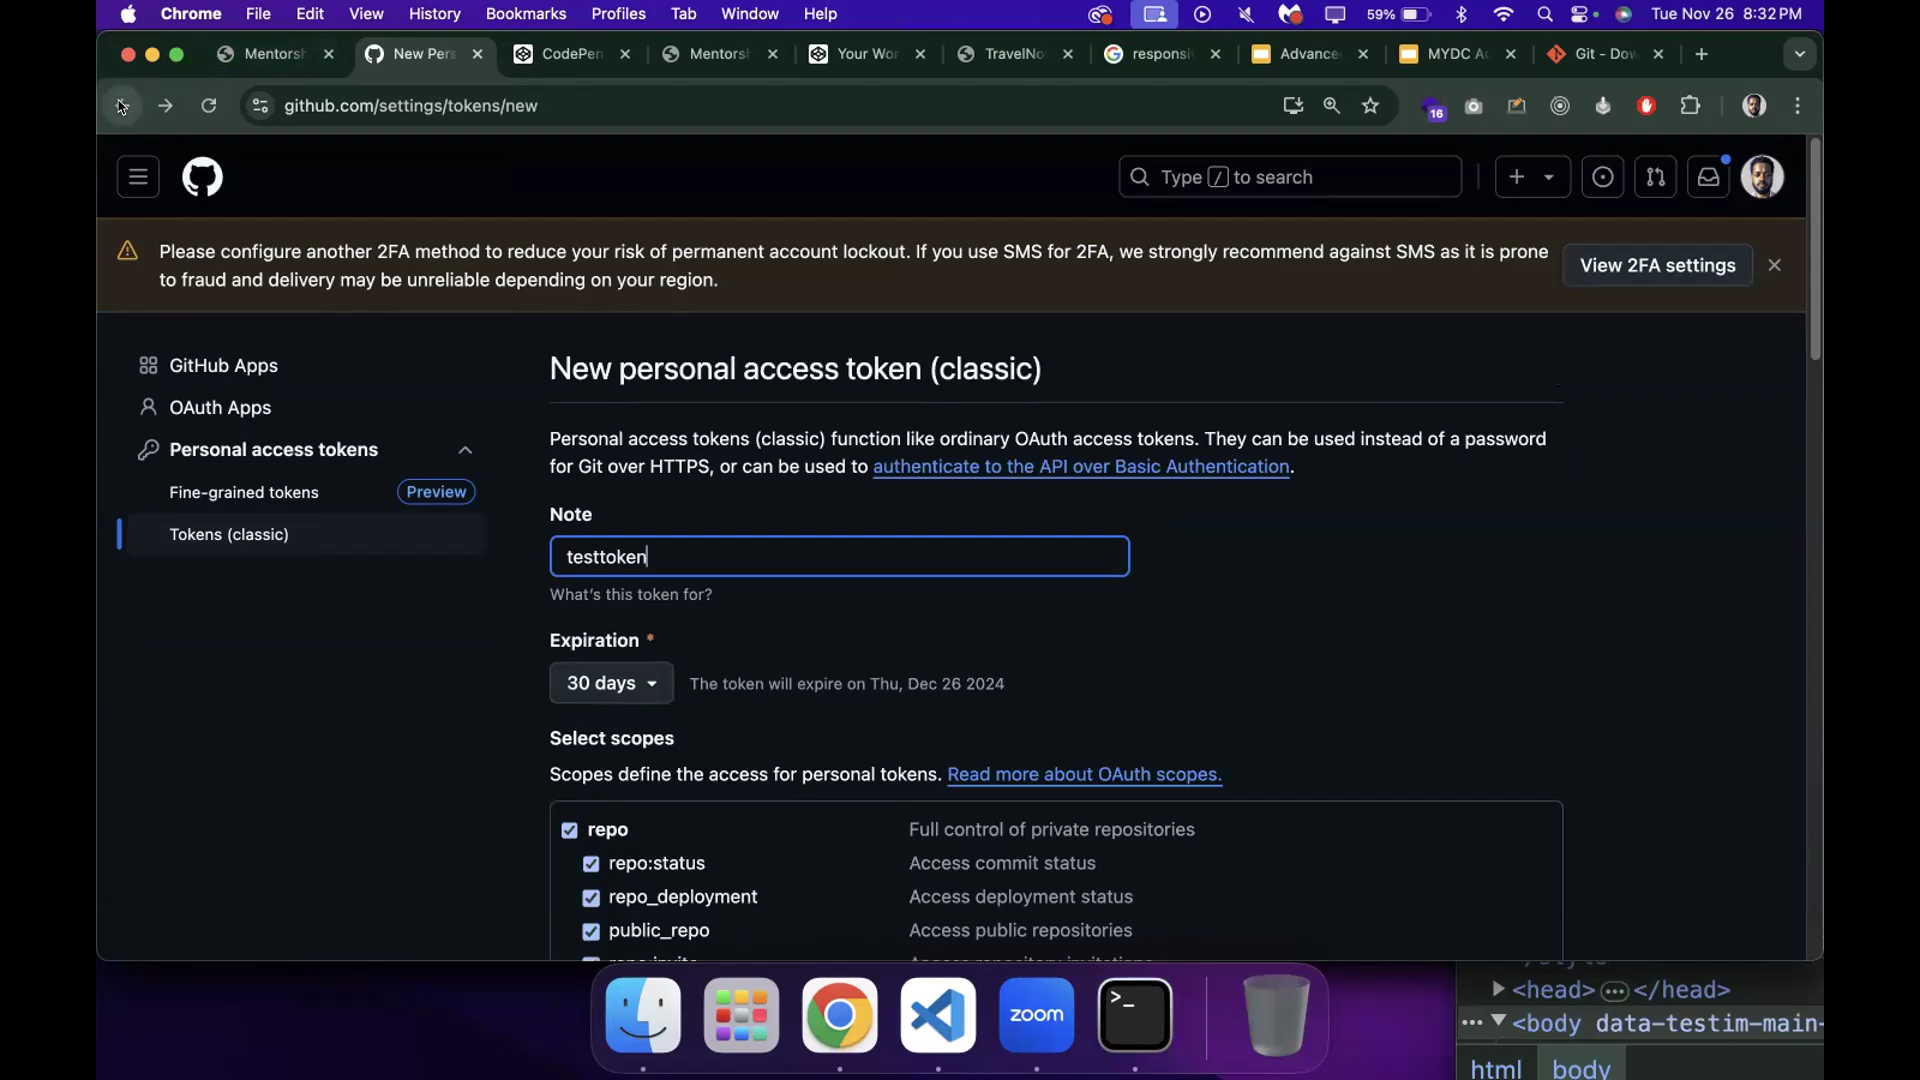 Chrome File Edit View History Bookmarks Profiles Tab Window Help 59% Tue Nov 26 8:32 PM
Mentors New Pers CodePen Mentors Your Wor TravelNo responsi Advance MYDC Ac Git - Dow
github.com/settings/tokens/new 16
Type / to search
Please configure another 2FA method to reduce your risk of permanent account lockout. If you use SMS for 2FA, we strongly recommend against SMS as it is prone
to fraud and delivery may be unreliable depending on your region.
View 2FA settings
GitHub Apps
OAuth Apps
Personal access tokens
Fine-grained tokens Preview
Tokens (classic)
New personal access token (classic)
Personal access tokens (classic) function like ordinary OAuth access tokens. They can be used instead of a password
for Git over HTTPS, or can be used to authenticate to the API over Basic Authentication.
Note
testtoken
What's this token for?
Expiration *
30 days The token will expire on Thu, Dec 26 2024
Select scopes
Scopes define the access for personal tokens. Read more about OAuth scopes.
repo Full control of private repositories
repo:status Access commit status
repo_deployment Access deployment status
public_repo Access public repositories
zoom
<head> … </head>
… <body data-testim-main-
html body